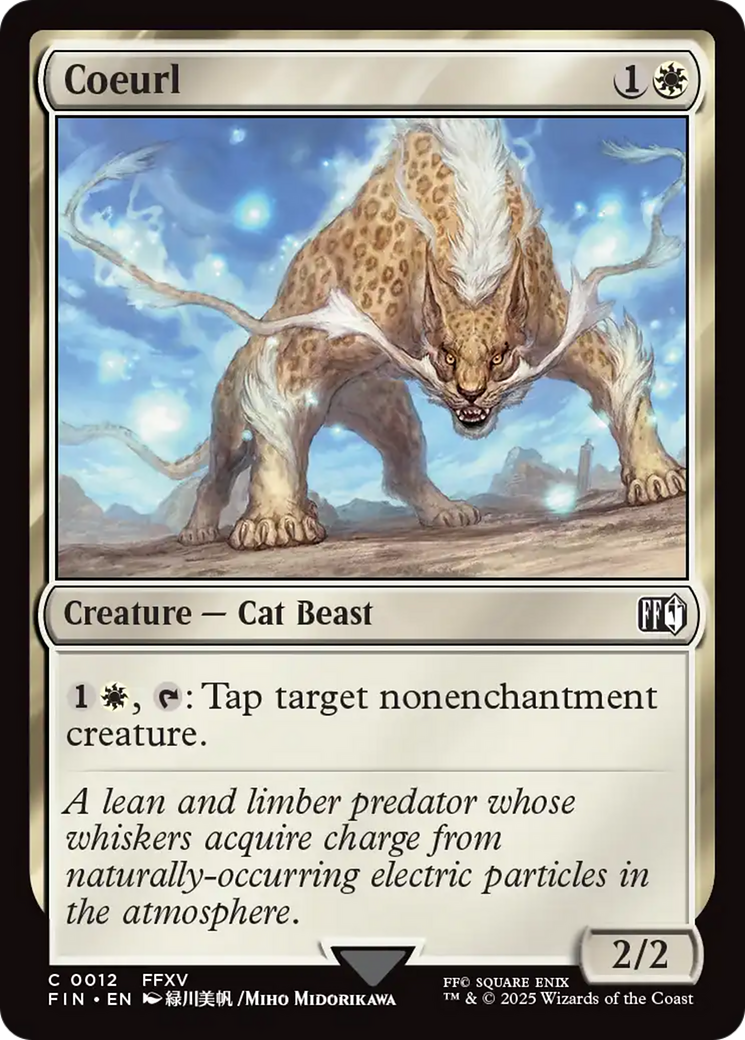 Coeurl 1
FF
Creature — Cat Beast
1, : Tap target nonenchantment
creature.
A lean and limber predator whose
whiskers acquire charge from
naturally-occurring electric particles in
the atmosphere.
2/2
C 0012 FFXV
FIN • EN 緑川美帆 /Miho Midorikawa
FF© SQUARE ENIX
™ & © 2025 Wizards of the Coast